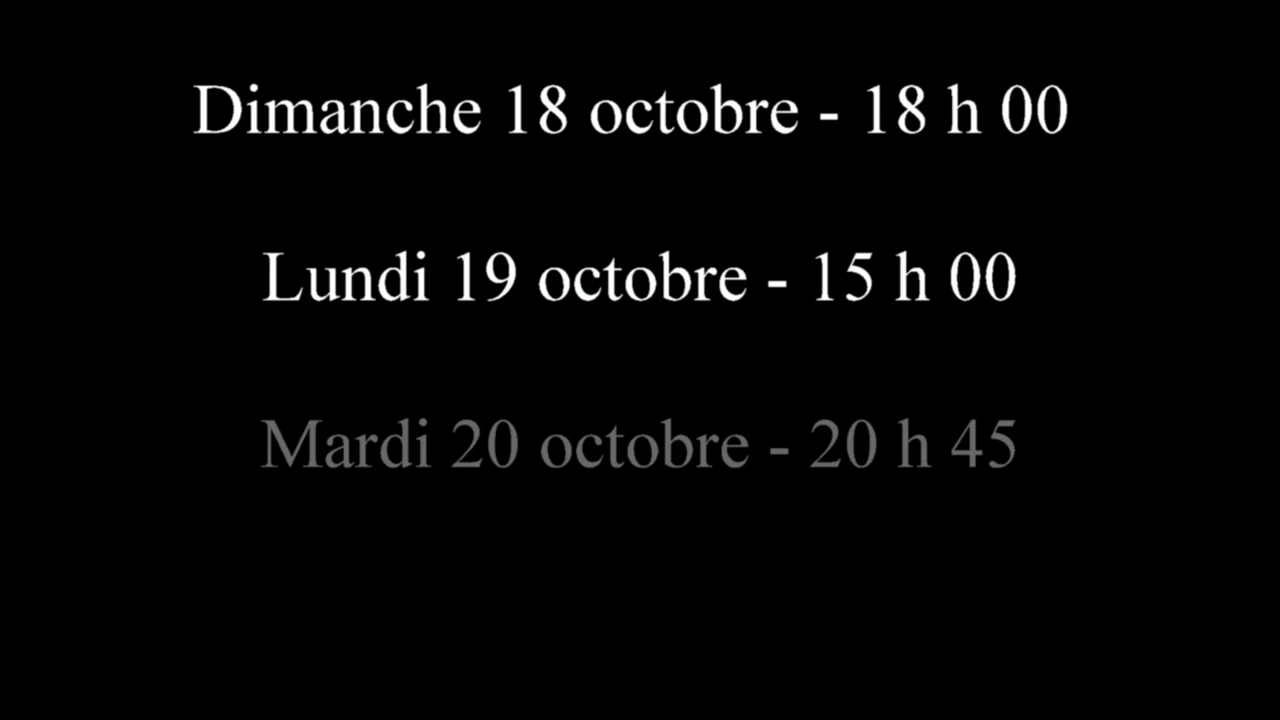 Dimanche 18 octobre - 18 h 00
Lundi 19 octobre - 15 h 00
Mardi 20 octobre - 20 h 45